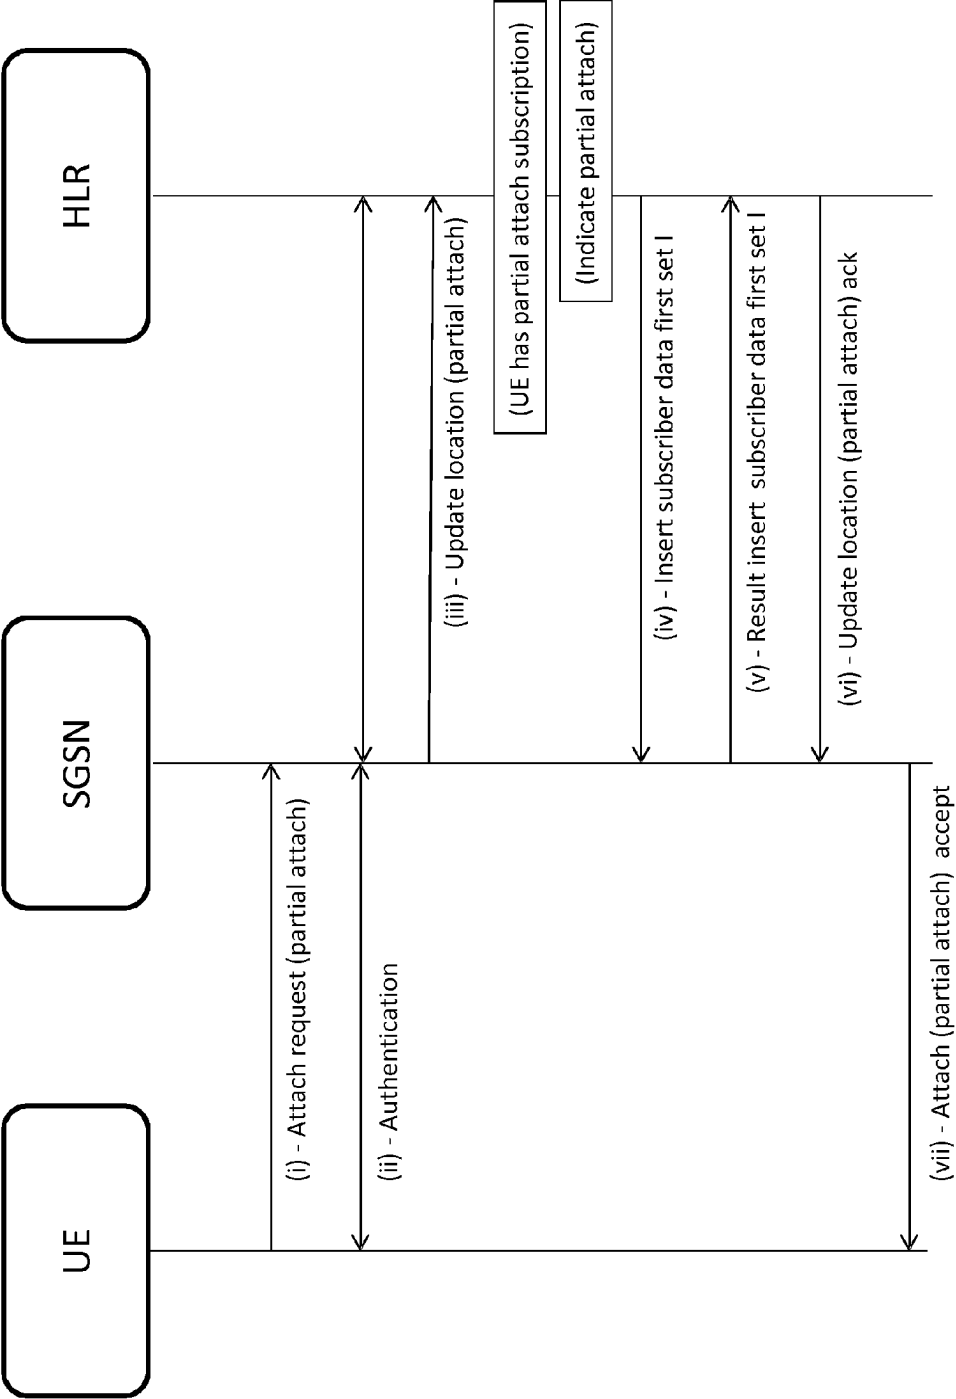 UE
SGSN
HLR
(i) - Attach request (partial attach)
(ii) - Authentication
(iii) - Update location (partial attach)
(UE has partial attach subscription)
(Indicate partial attach)
(iv) - Insert subscriber data first set I
(v) - Result insert subscriber data first set I
(vi) - Update location (partial attach) ack
(vii) - Attach (partial attach) accept